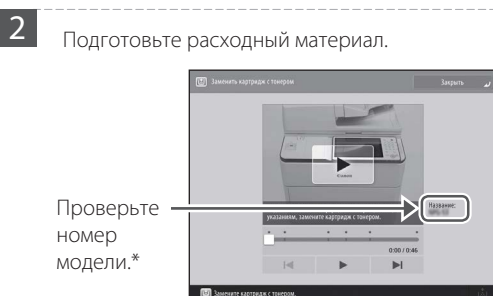 2
Подготовьте расходный материал.
Заменить картридж с тонером
Закрыть
Canon
Проверьте
номер
модели.*
Название:
указаниям, замените картридж с тонером.
0:00 / 0:46
Замените картридж с тонером.